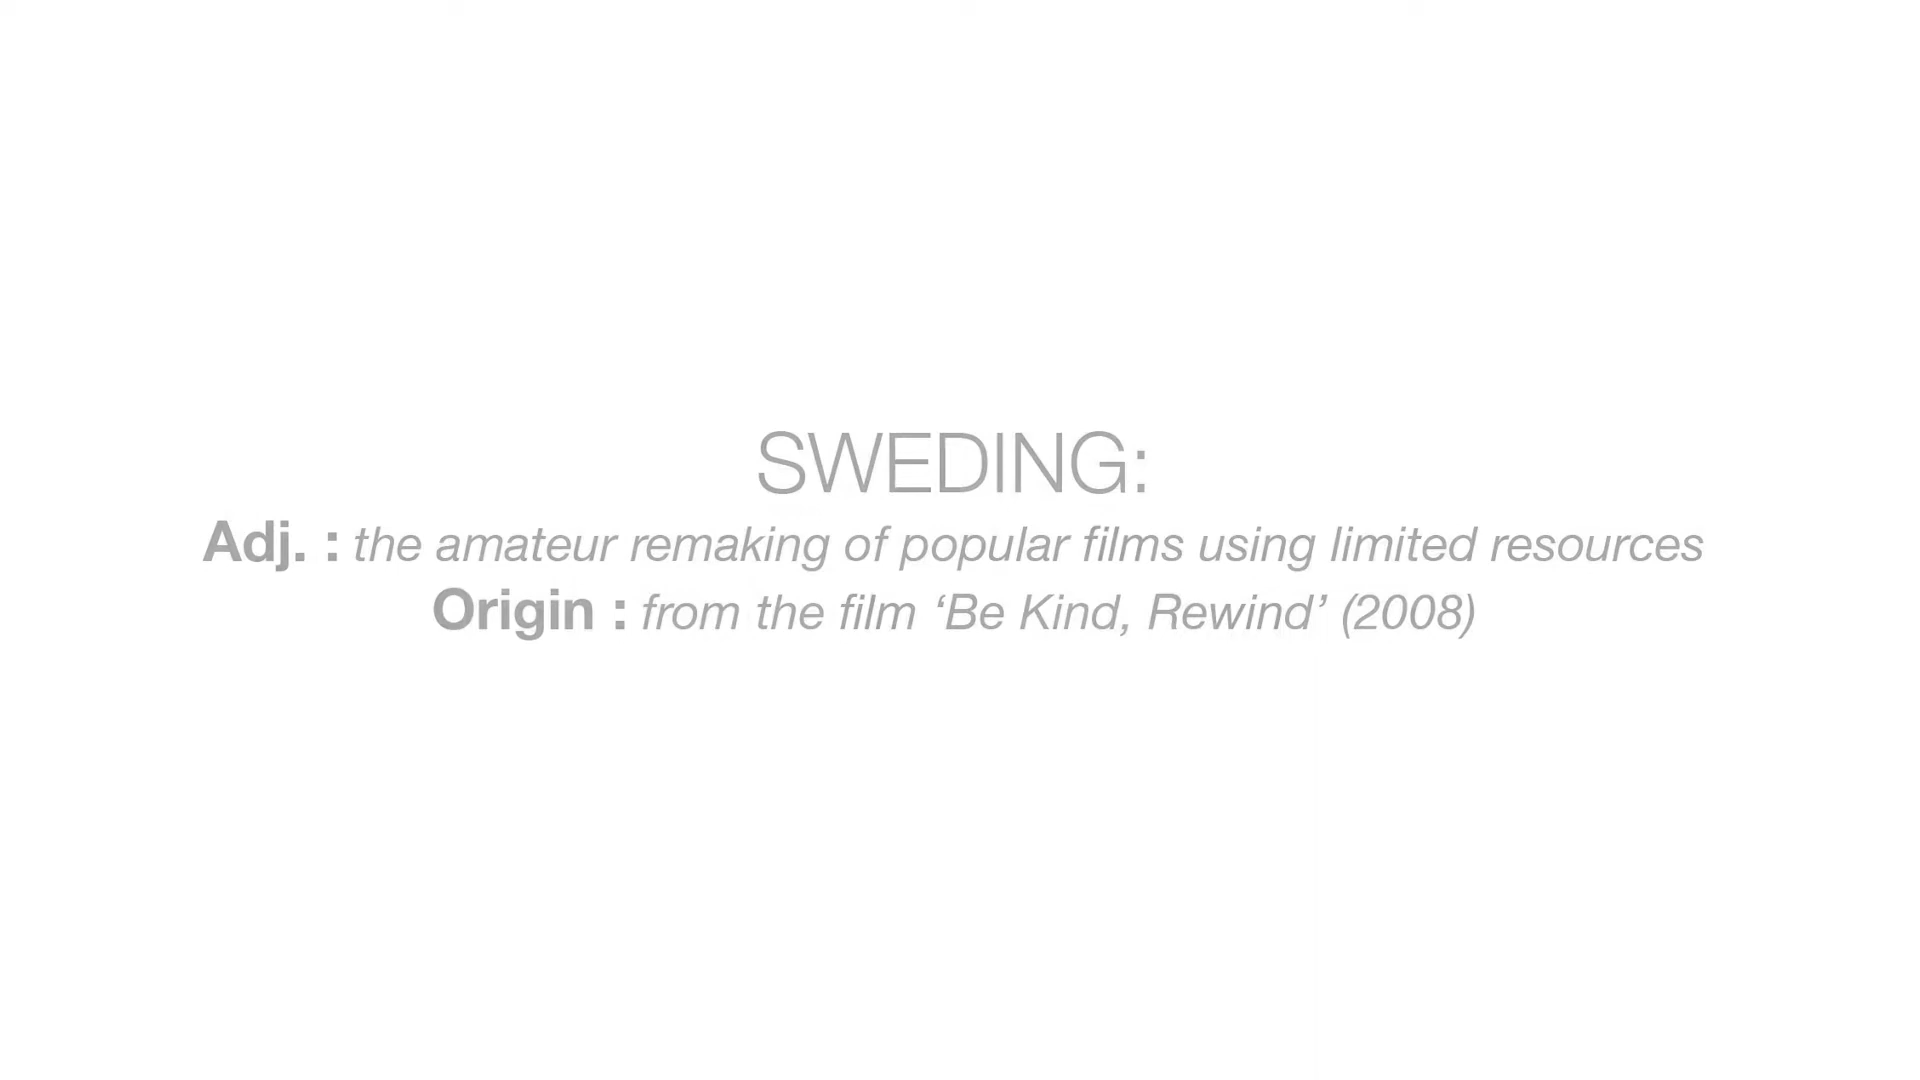 SWEDING:
Adj. : the amateur remaking of popular films using limited resources
Origin : from the film ‘Be Kind, Rewind’ (2008)